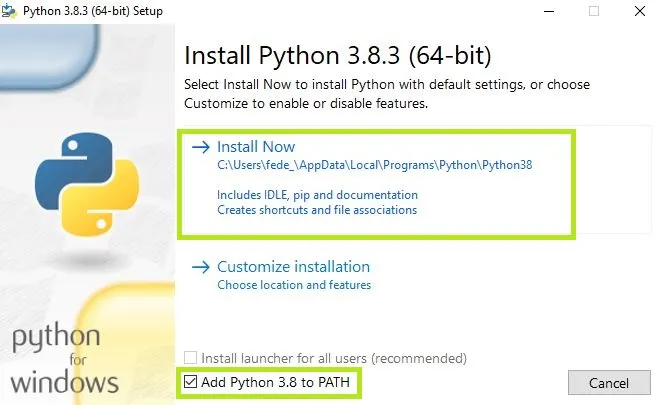 Python 3.8.3 (64-bit) Setup
Install Python 3.8.3 (64-bit)
Select Install Now to install Python with default settings, or choose
Customize to enable or disable features.
Install Now
C:\Users\fede_\AppData\Local\Programs\Python\Python38
Includes IDLE, pip and documentation
Creates shortcuts and file associations
Customize installation
Choose location and features
Install launcher for all users (recommended)
Add Python 3.8 to PATH
Cancel
python
for
windows